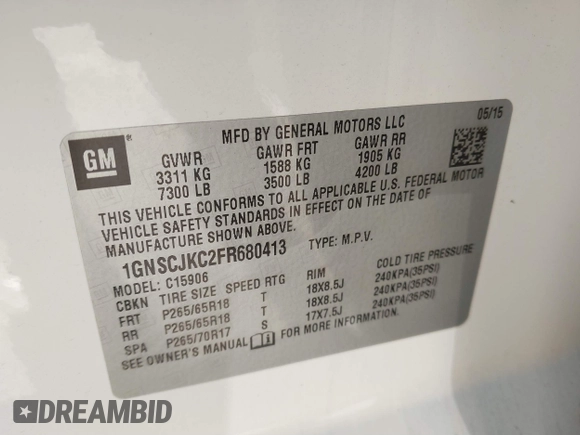 GM
MFD BY GENERAL MOTORS LLC
05/15
GVWR GAWR FRT GAWR RR
3311 KG 1588 KG 1905 KG
7300 LB 3500 LB 4200 LB
THIS VEHICLE CONFORMS TO ALL APPLICABLE U.S. FEDERAL MOTOR
VEHICLE SAFETY STANDARDS IN EFFECT ON THE DATE OF
MANUFACTURE SHOWN ABOVE.
1GNSCJKC2FR680413 TYPE: M.P.V.
MODEL: C15906
CBKN TIRE SIZE SPEED RTG RIM COLD TIRE PRESSURE
FRT P265/65R18 T 18X8.5J 240KPA(35PSI)
RR P265/65R18 T 18X8.5J 240KPA(35PSI)
SPA P265/70R17 S 17X7.5J 240KPA(35PSI)
SEE OWNER'S MANUAL FOR MORE INFORMATION.
DREAMBID